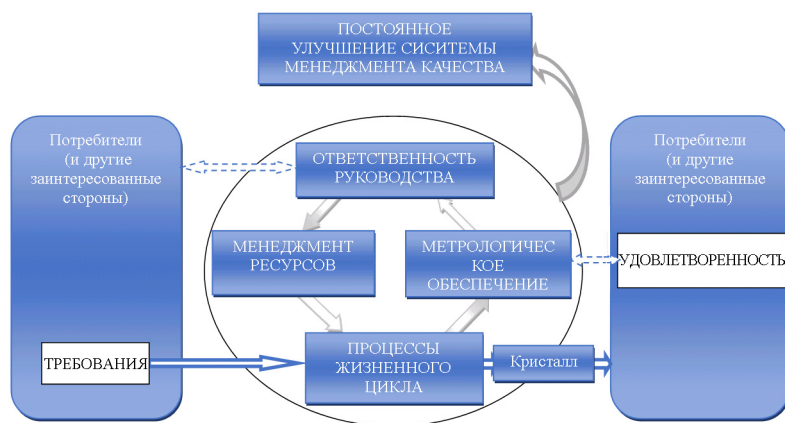 ПОСТОЯННОЕ
УЛУЧШЕНИЕ СИСИТЕМЫ
МЕНЕДЖМЕНТА КАЧЕСТВА
Потребители
(и другие
заинтересованные
стороны)
ОТВЕТСТВЕННОСТЬ
РУКОВОДСТВА
Потребители
(и другие
заинтересованные
стороны)
МЕНЕДЖМЕНТ
РЕСУРСОВ
МЕТРОЛОГИЧЕС
КОЕ
ОБЕСПЕЧЕНИЕ
УДОВЛЕТВОРЕННОСТЬ
ТРЕБОВАНИЯ
ПРОЦЕССЫ
ЖИЗНЕННОГО
ЦИКЛА
Кристалл